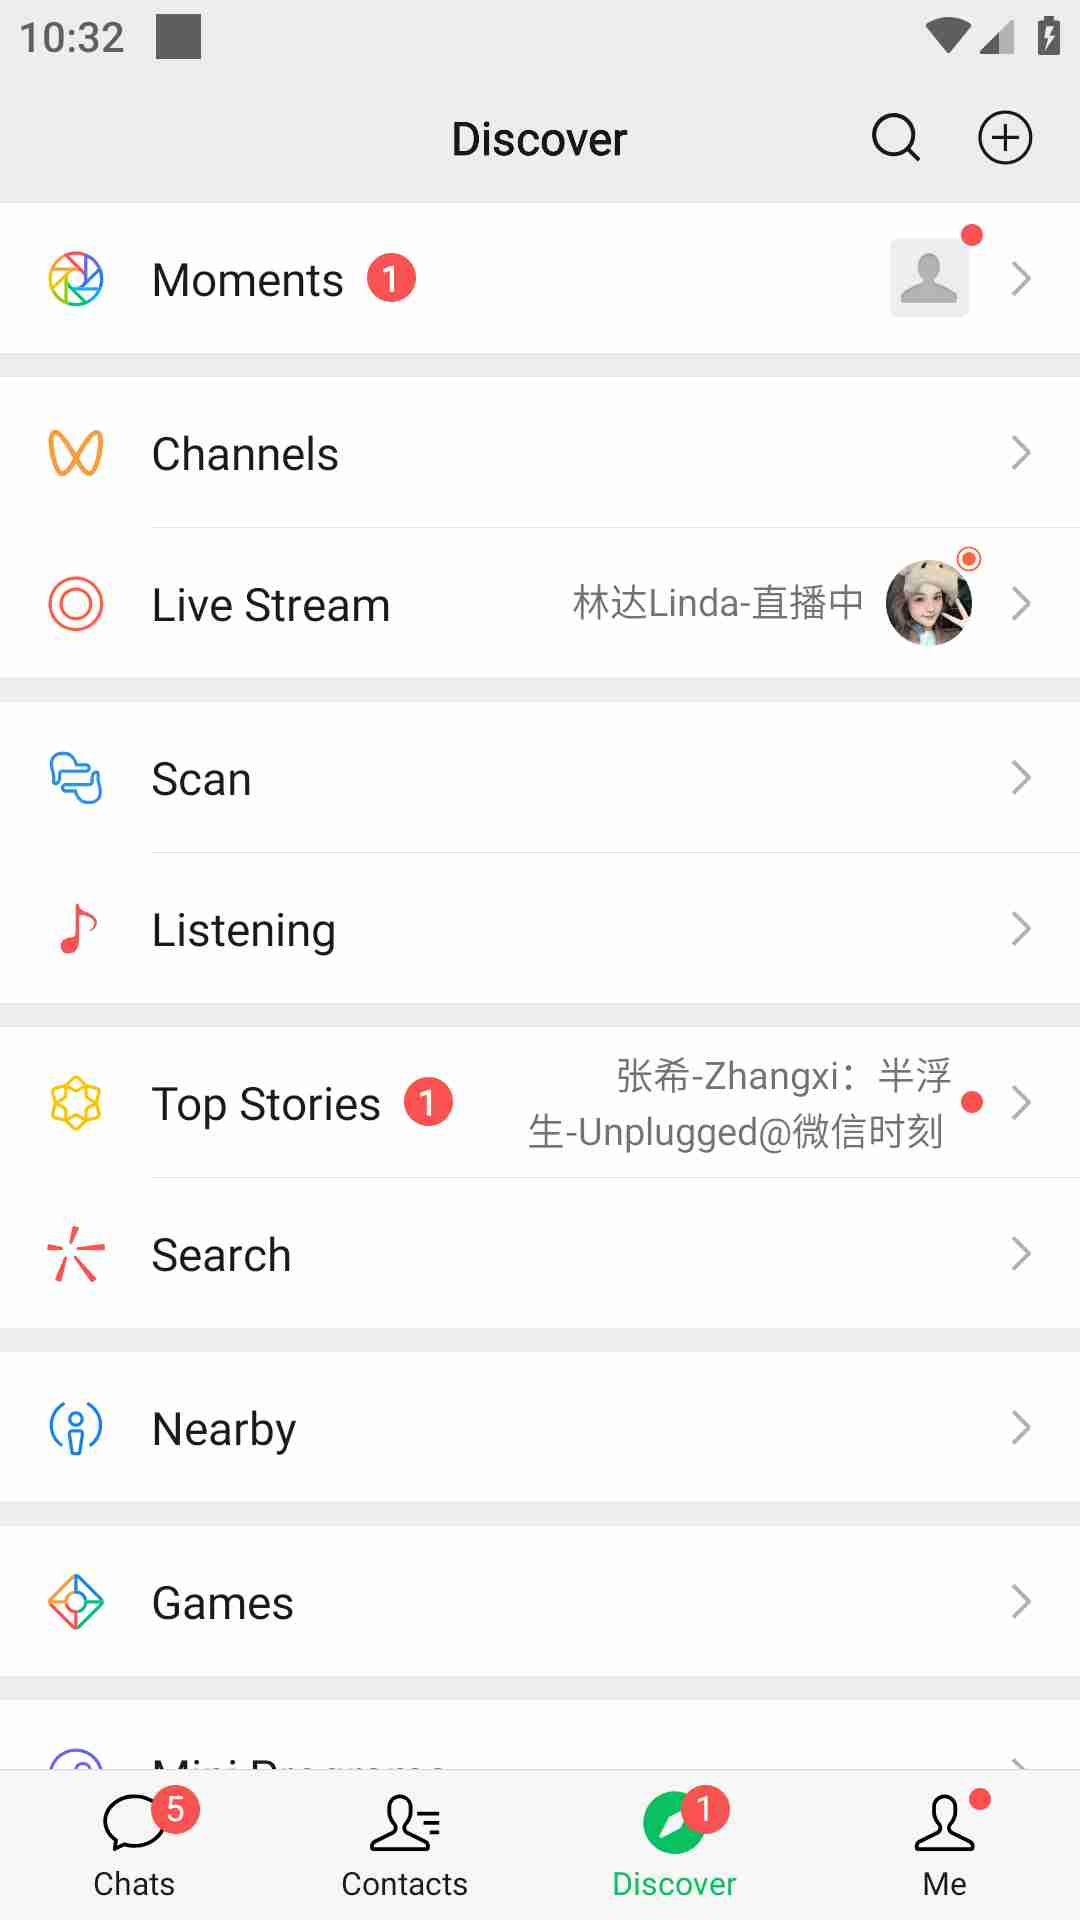 10:32
Discover
Moments 1
Channels
Live Stream 林达Linda-直播中
Scan
Listening
Top Stories 1 张希-Zhangxi：半浮
生-Unplugged@微信时刻
Search
Nearby
Games
Mini Programs
5 1
Chats Contacts Discover Me